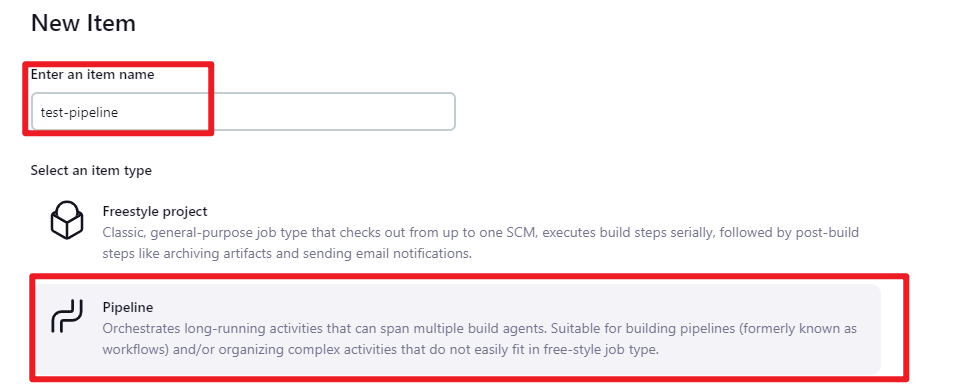 New Item
Enter an item name
test-pipeline
Select an item type
Freestyle project
Classic, general-purpose job type that checks out from up to one SCM, executes build steps serially, followed by post-build
steps like archiving artifacts and sending email notifications.
Pipeline
Orchestrates long-running activities that can span multiple build agents. Suitable for building pipelines (formerly known as
workflows) and/or organizing complex activities that do not easily fit in free-style job type.